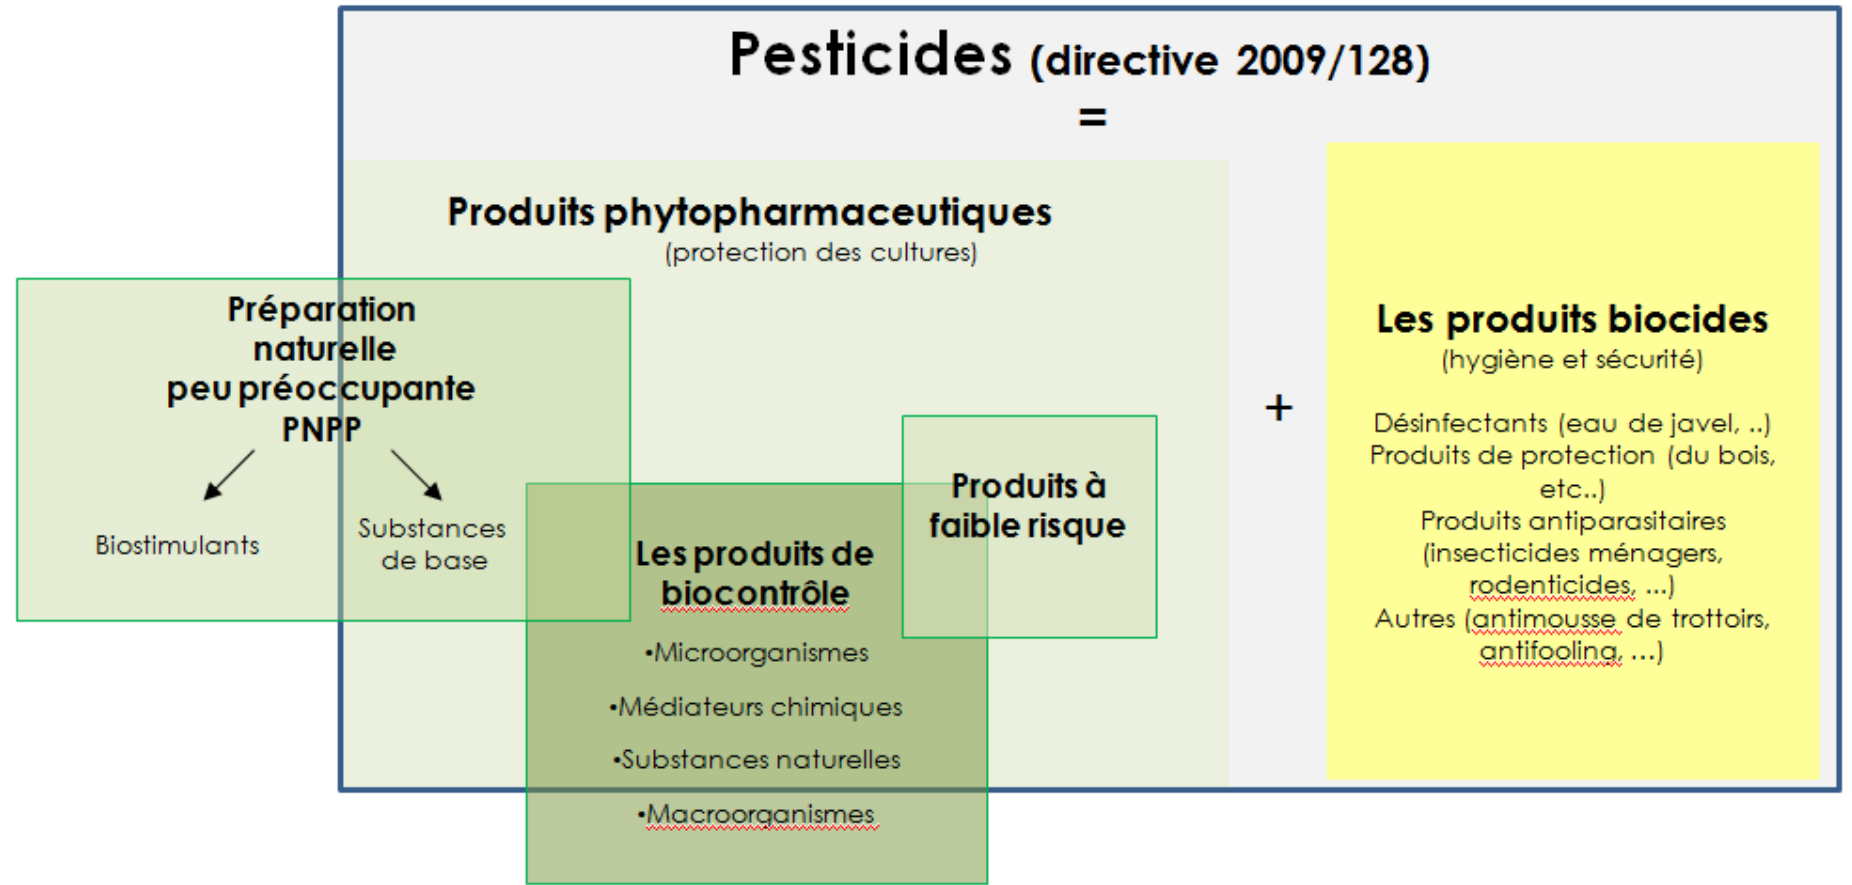 Pesticides (directive 2009/128)
=
Produits phytopharmaceutiques
(protection des cultures)
Préparation
naturelle
peu préoccupante
PNPP
Biostimulants
Substances
de base
Les produits de
biocontrôle
•Microorganismes
•Médiateurs chimiques
•Substances naturelles
•Macroorganismes
Produits à
faible risque
+
Les produits biocides
(hygiène et sécurité)
Désinfectants (eau de javel, ..)
Produits de protection (du bois,
etc..)
Produits antiparasitaires
(insecticides ménagers,
rodenticides, ...)
Autres (antimousse de trottoirs,
antifooling, ...)